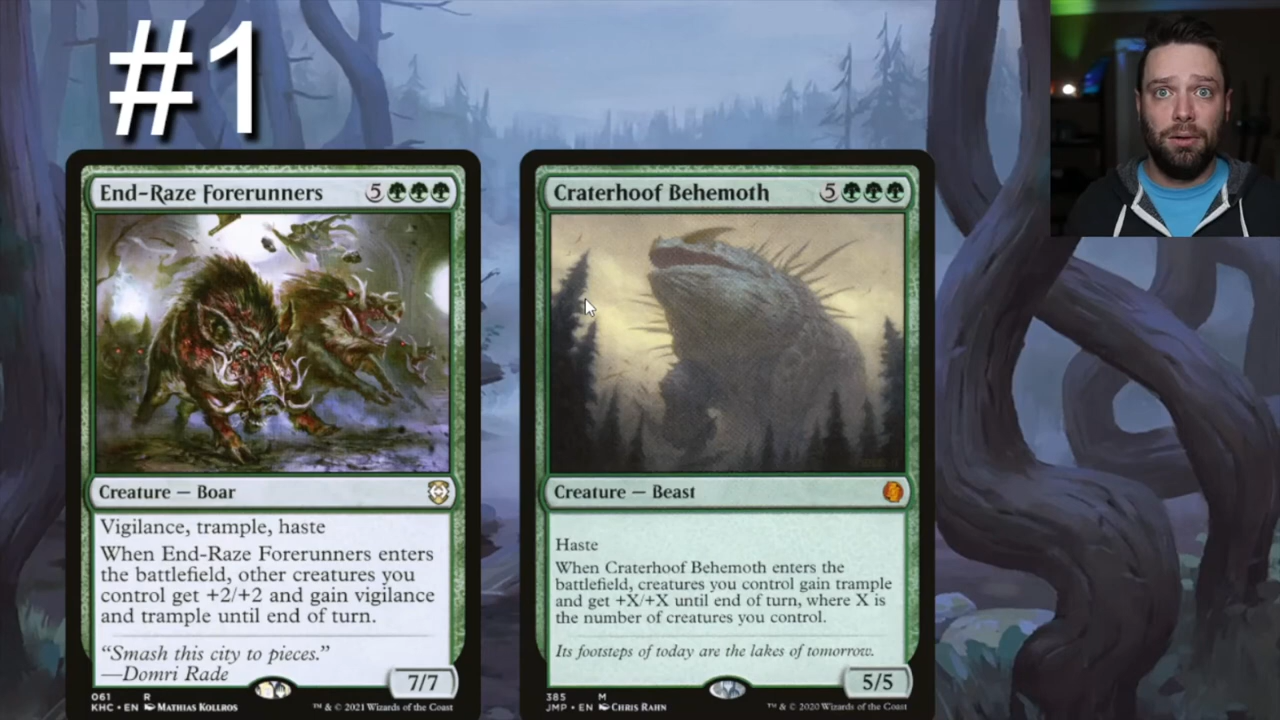 #1
End-Raze Forerunners 5
Creature — Boar
Vigilance, trample, haste
When End-Raze Forerunners enters
the battlefield, other creatures you
control get +2/+2 and gain vigilance
and trample until end of turn.
“Smash this city to pieces.”
—Domri Rade
7/7
061 R
KHC • EN Mathias Kollros ™ & © 2021 Wizards of the Coast
Craterhoof Behemoth 5
Creature — Beast
Haste
When Craterhoof Behemoth enters the
battlefield, creatures you control gain trample
and get +X/+X until end of turn, where X is
the number of creatures you control.
Its footsteps of today are the lakes of tomorrow.
5/5
385 M
JMP • EN Chris Rahn ™ & © 2020 Wizards of the Coast